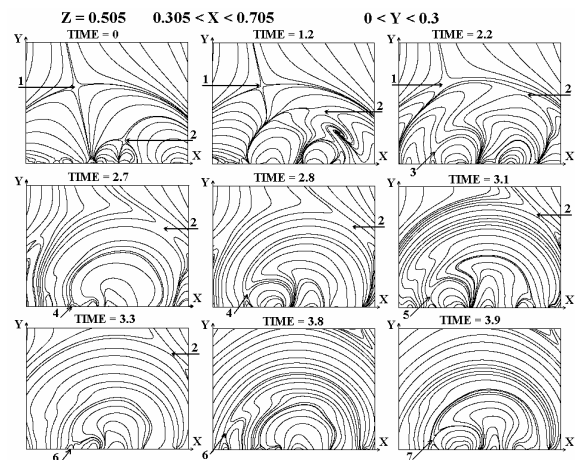 Z = 0.505 0.305 < X < 0.705 0 < Y < 0.3
TIME = 0 TIME = 1.2 TIME = 2.2
Y Y Y
1 1 1
2 2 2
X X X
3
TIME = 2.7 TIME = 2.8 TIME = 3.1
Y Y Y
2 2 2
X X X
4 4 5
TIME = 3.3 TIME = 3.8 TIME = 3.9
Y Y Y
2
X X X
6 6 7